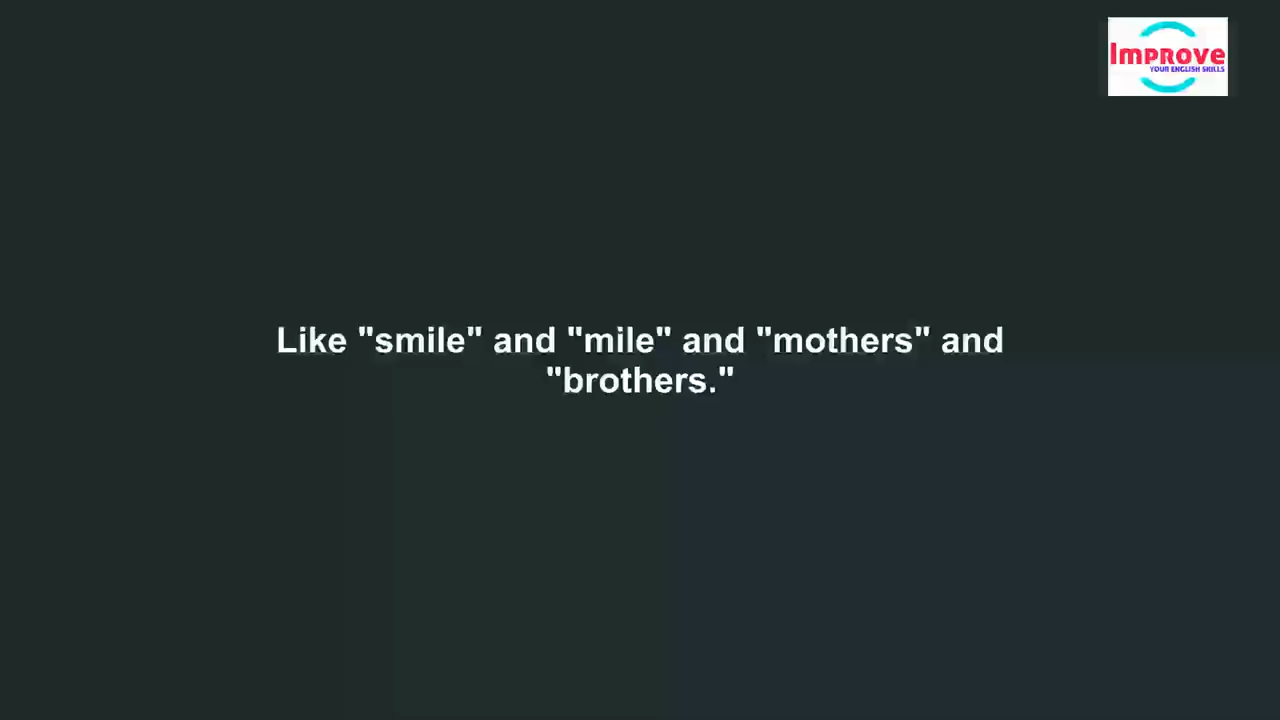 Improve
YOUR ENGLISH SKILLS
Like "smile" and "mile" and "mothers" and
"brothers."